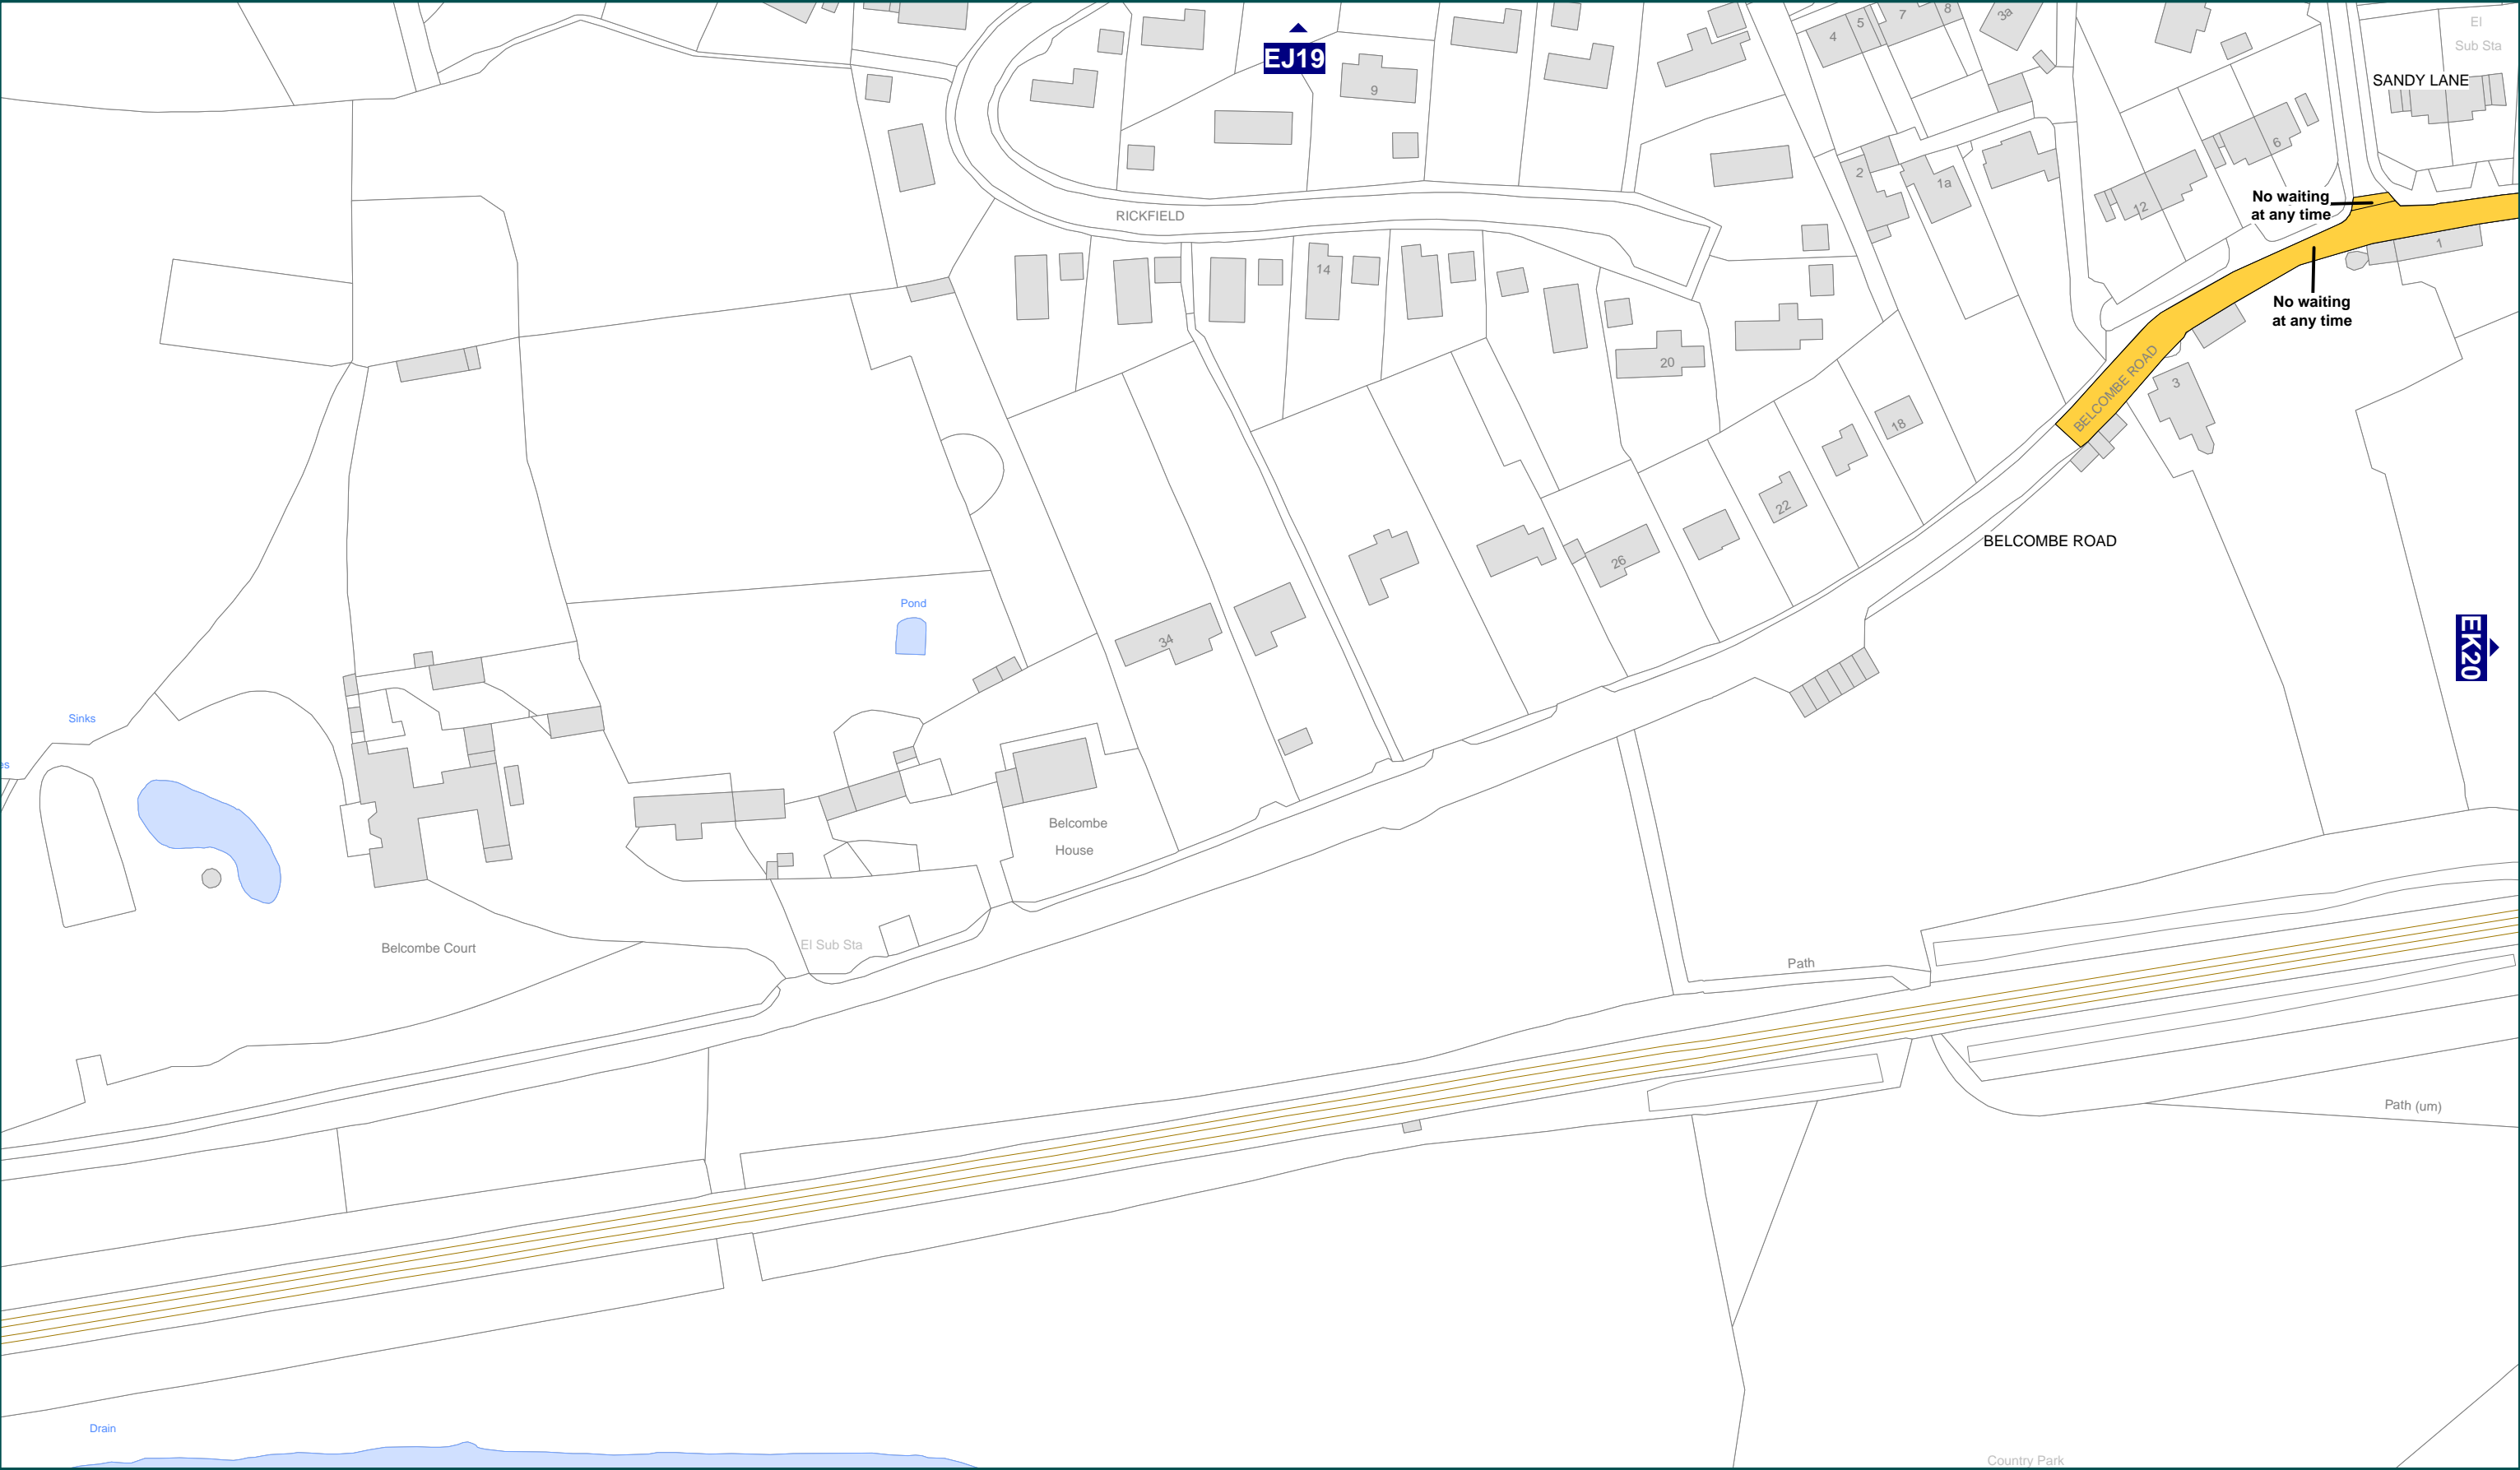 EJ19
El
Sub Sta
SANDY LANE
4
5
7
8
3a
9
2
1a
6
12
No waiting
at any time
RICKFIELD
1
14
No waiting
at any time
20
BELCOMBE ROAD
3
18
22
BELCOMBE ROAD
26
Pond
34
EK20
Sinks
es
Belcombe
House
Belcombe Court
El Sub Sta
Path
Path (um)
Drain
Country Park